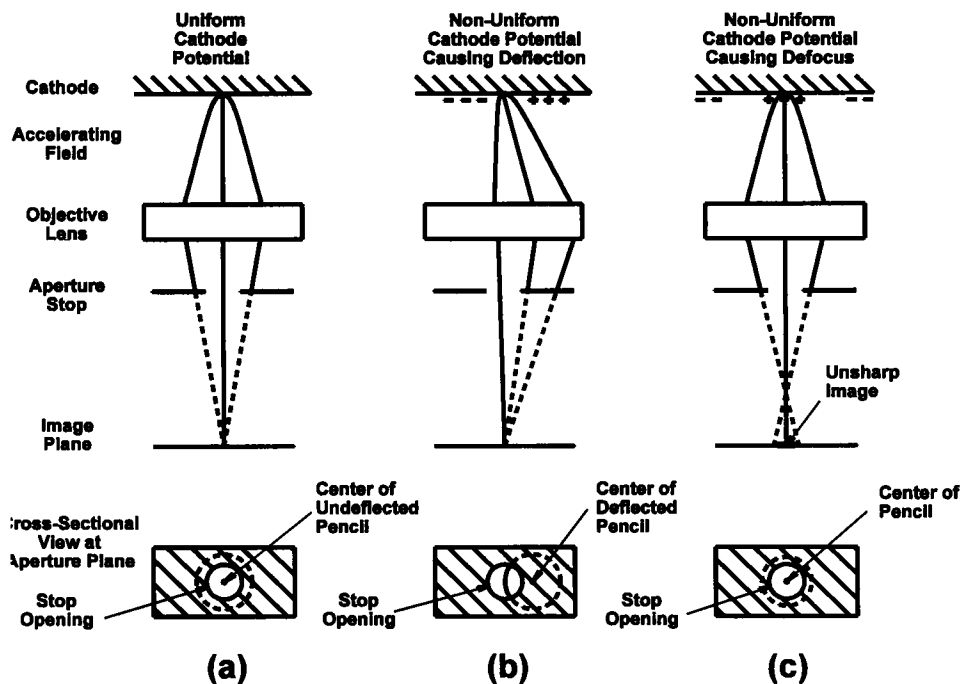 Uniform
Cathode
Potential
Non-Uniform
Cathode Potential
Causing Deflection
Non-Uniform
Cathode Potential
Causing Defocus
Cathode
Accelerating
Field
Objective
Lens
Aperture
Stop
Image
Plane
Unsharp
Image
:ross-Sectional
View at
Aperture Plane
Center of
Undeflected
Pencil
Stop
Opening
Center of
Deflected
Pencil
Stop
Opening
Center of
Pencil
Stop
Opening
(a)
(b)
(c)